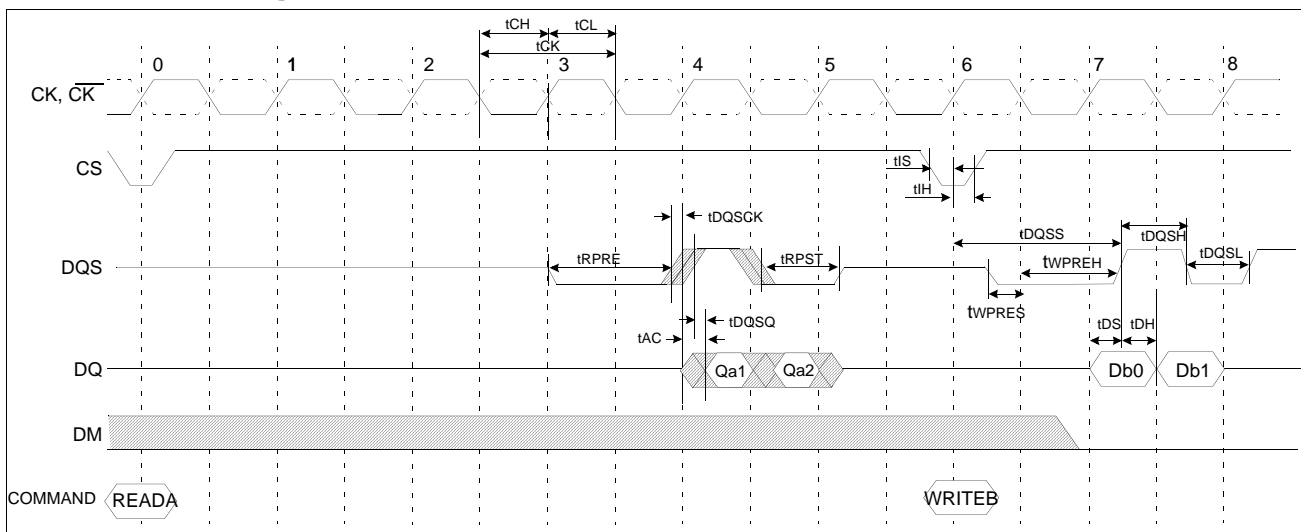 tCH tCL
tCK
0 1 2 3 4 5 6 7 8
CK, CK
CS
tIS
tIH
tDQSCK
tDQSS
tDQSH
DQS
tRPRE
tRPST
tWPREH
tDQSL
tWPRES
tDQSQ
tAC
tDS tDH
DQ
Qa1 Qa2
Db0 Db1
DM
COMMAND READA WRITEB